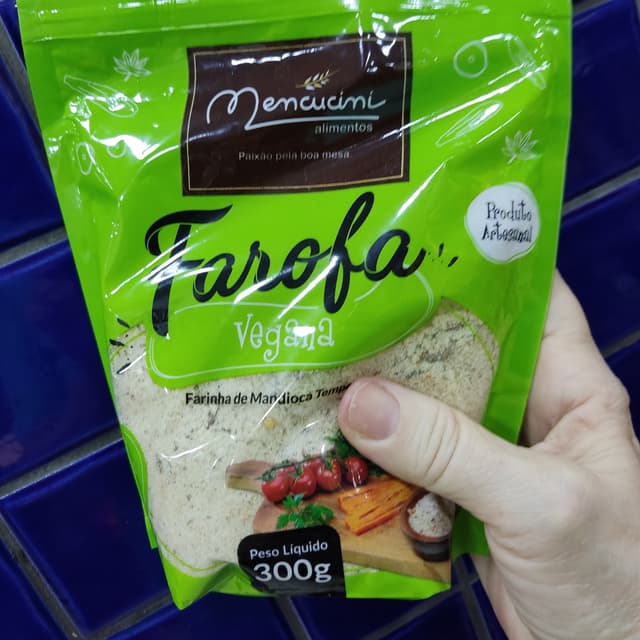 Mencucini
alimentos
Paixão pela boa mesa
Farofa
Produto
Artesanal
Vegana
Farinha de Mandioca
Peso Líquido
300g